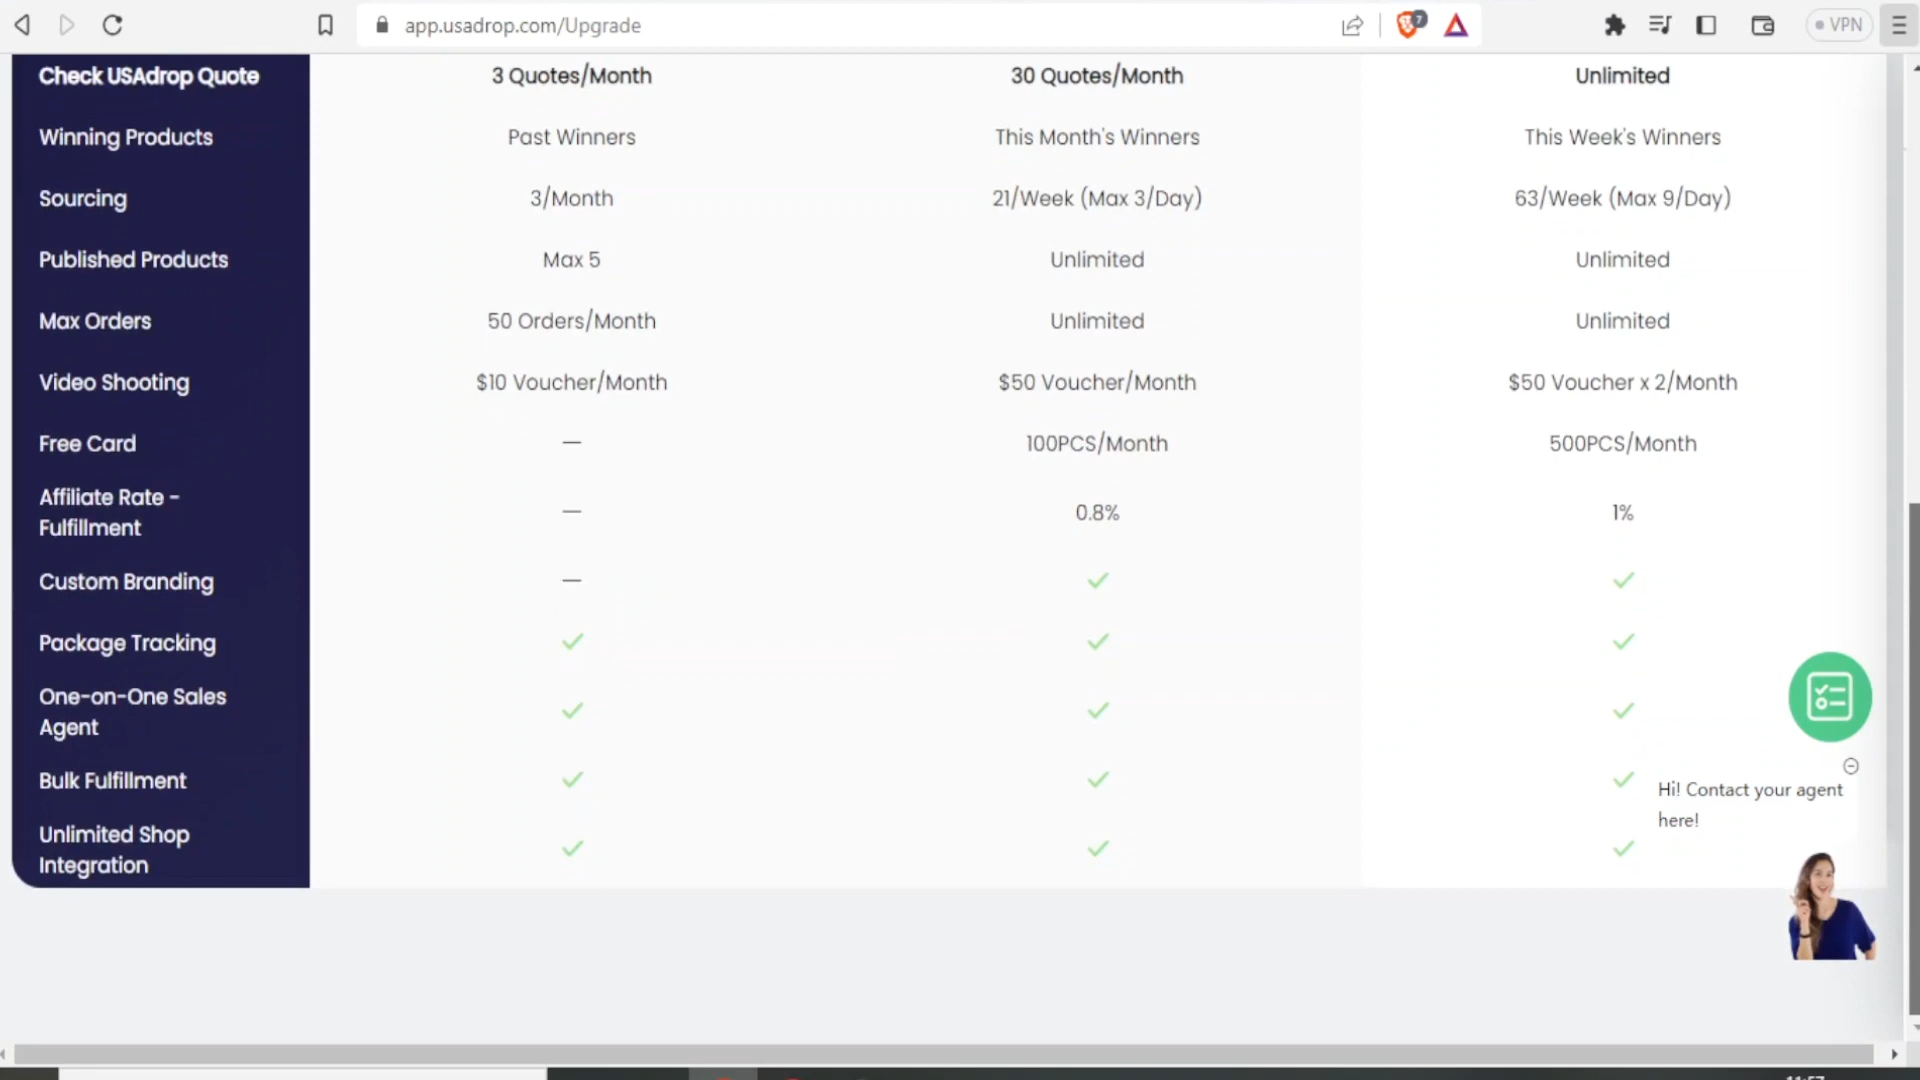 app.usadrop.com/Upgrade
7
VPN
Check USAdrop Quote 3 Quotes/Month 30 Quotes/Month Unlimited
Winning Products Past Winners This Month's Winners This Week's Winners
Sourcing 3/Month 21/Week (Max 3/Day) 63/Week (Max 9/Day)
Published Products Max 5 Unlimited Unlimited
Max Orders 50 Orders/Month Unlimited Unlimited
Video Shooting $10 Voucher/Month $50 Voucher/Month $50 Voucher x 2/Month
Free Card — 100PCS/Month 500PCS/Month
Affiliate Rate -
Fulfillment — 0.8% 1%
Custom Branding —
Package Tracking
One-on-One Sales
Agent
Bulk Fulfillment
Hi! Contact your agent
here!
Unlimited Shop
Integration